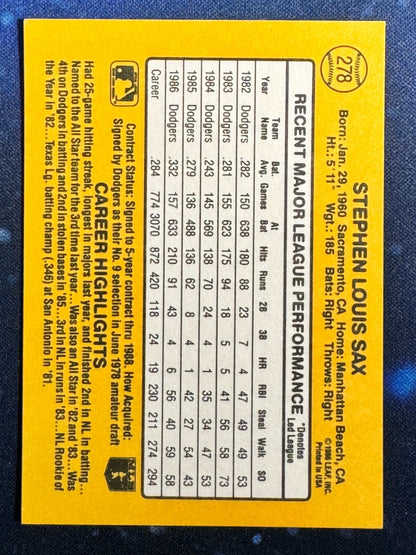 278
STEPHEN LOUIS SAX
Born: Jan. 29, 1960 Sacramento, CA Home: Manhattan Beach, CA
Ht.: 5' 11" Wgt.: 185 Bats: Right Throws: Right
© 1986 LEAF, INC.
Printed in USA
RECENT MAJOR LEAGUE PERFORMANCE
*Denotes
Led League
Year Team Name Bat. Avg. Games At Bat Hits Runs 2B 3B HR RBI Steal Walk SO
1982 Dodgers .282 150 638 180 88 23 7 4 47 49 49 53
1983 Dodgers .281 155 623 175 94 18 5 5 41 56 58 73
1984 Dodgers .243 145 569 138 70 24 4 1 35 34 47 53
1985 Dodgers .279 136 488 136 62 8 4 1 42 27 54 43
1986 Dodgers .332 157 633 210 91 43 4 6 56 40 59 58
Career .284 774 3070 872 420 118 24 19 230 211 274 294
Contract Status: Signed to 5-year contract thru 1988. How Acquired:
Signed by Dodgers as their No. 9 selection in June 1978 amateur draft
MLBPA
CAREER HIGHLIGHTS
Had 25-game hitting streak, longest in majors last year, and finished 2nd in NL in batting...
Named to the All Star team for the 3rd time last year...Was also an All Star in '82 and '83...Was
4th on Dodgers in batting and 2nd in stolen bases in '85...3rd in NL in runs in '83...NL Rookie of
the Year in '82...Texas Lg. batting champ (.346) at San Antonio in '81.